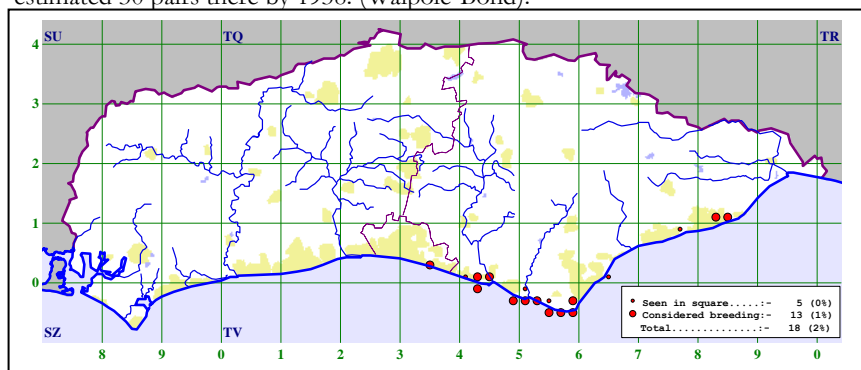 estimated 30 pairs there by 1938. (Walpole-Bond).
SU TQ TR
4
3
2
1
0
SZ TV
Seen in square.....:- 5 (0%)
Considered breeding:- 13 (1%)
Total..............:- 18 (2%)
8 9 0 1 2 3 4 5 6 7 8 9 0